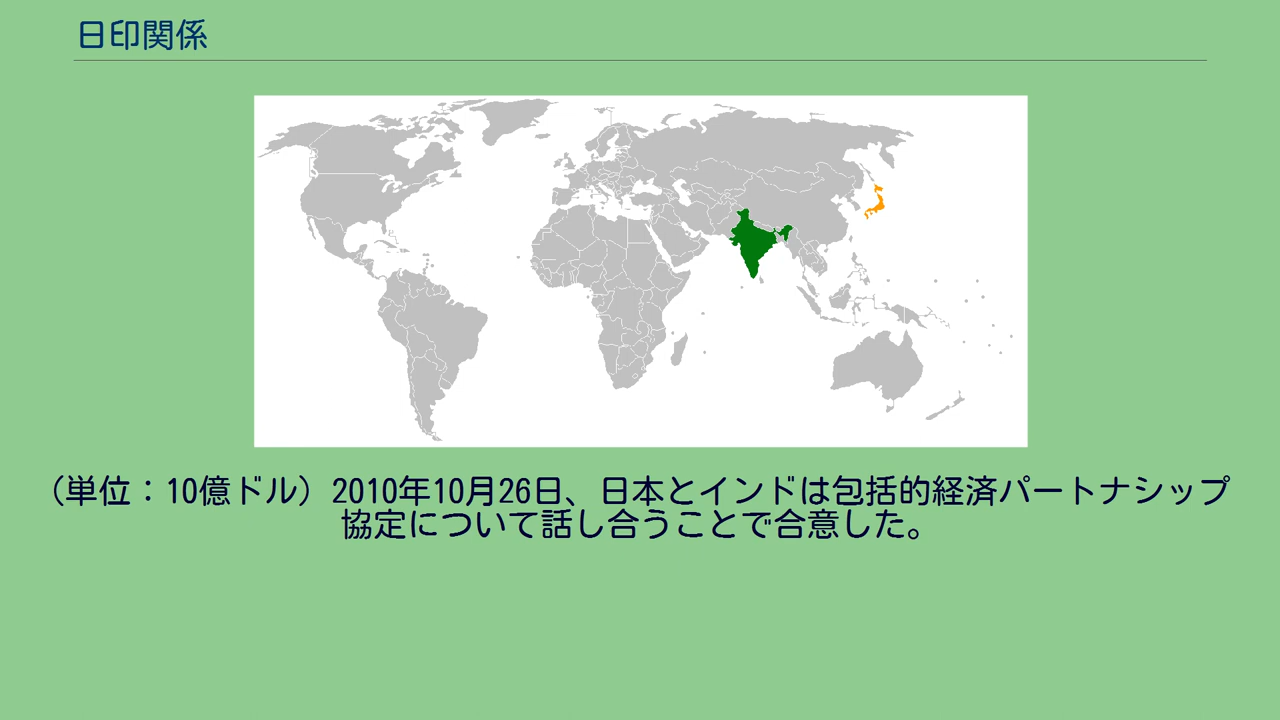 日印関係
（単位：10億ドル）2010年10月26日、日本とインドは包括的経済パートナシップ
協定について話し合うことで合意した。